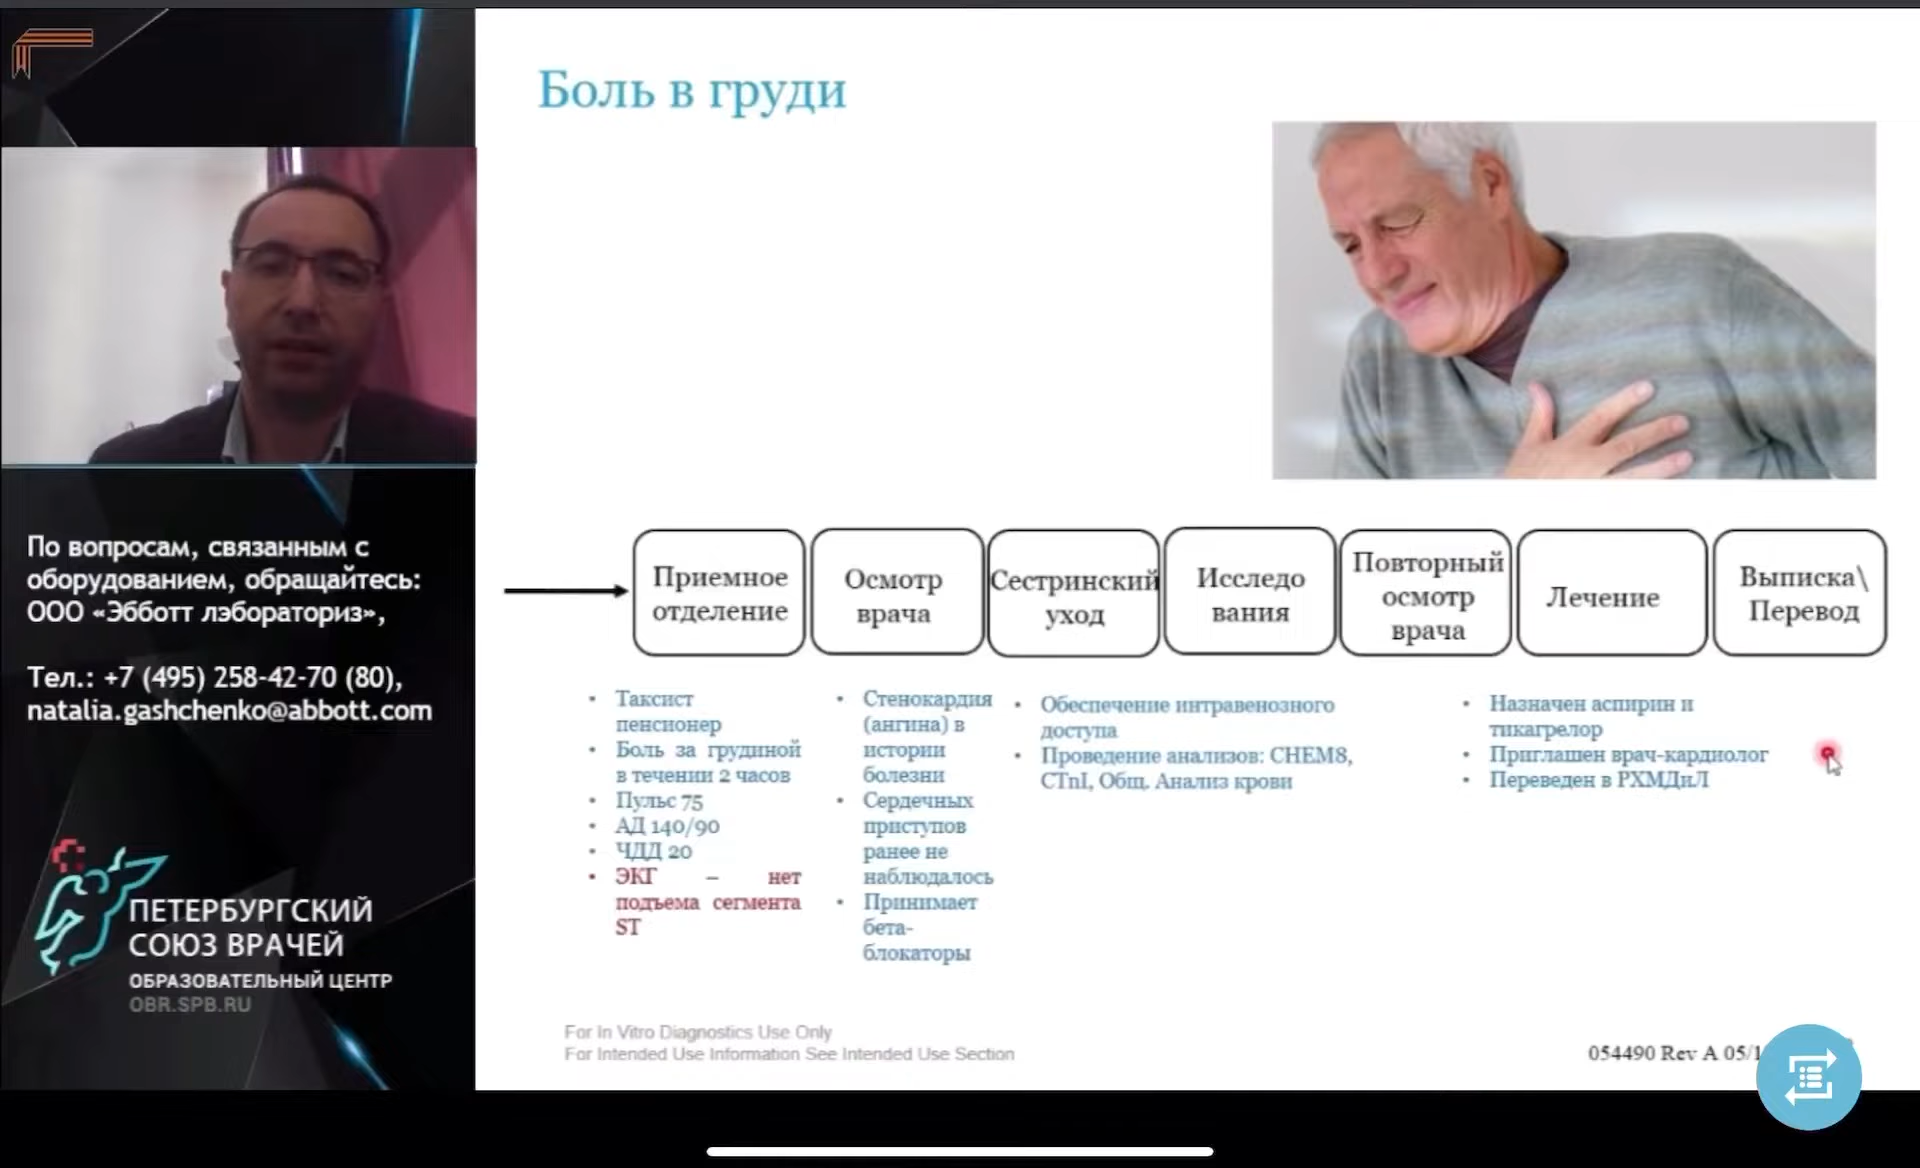 Боль в груди
По вопросам, связанным с
оборудованием, обращайтесь:
ООО «Эбботт лэбораториз»,
Тел.: +7 (495) 258-42-70 (80),
natalia.gashchenko@abbott.com
ПЕТЕРБУРГСКИЙ
СОЮЗ ВРАЧЕЙ
ОБРАЗОВАТЕЛЬНЫЙ ЦЕНТР
OBR.SPB.RU
Приемное
отделение
Осмотр
врача
Сестринский
уход
Исследо
вания
Повторный
осмотр
врача
Лечение
Выписка\
Перевод
• Таксист
пенсионер
• Боль за грудиной
в течении 2 часов
• Пульс 75
• АД 140/90
• ЧДД 20
• ЭКГ – нет
подъема сегмента
ST
• Стенокардия
(ангина) в
истории
болезни
• Сердечных
приступов
ранее не
наблюдалось
• Принимает
бета-
блокаторы
• Обеспечение интравенозного
доступа
• Проведение анализов: CHEM8,
CTnI, Общ. Анализ крови
• Назначен аспирин и
тикагрелор
• Приглашен врач-кардиолог
• Переведен в РХМДиЛ
For In Vitro Diagnostics Use Only
For Intended Use Information See Intended Use Section
054490 Rev A 05/1